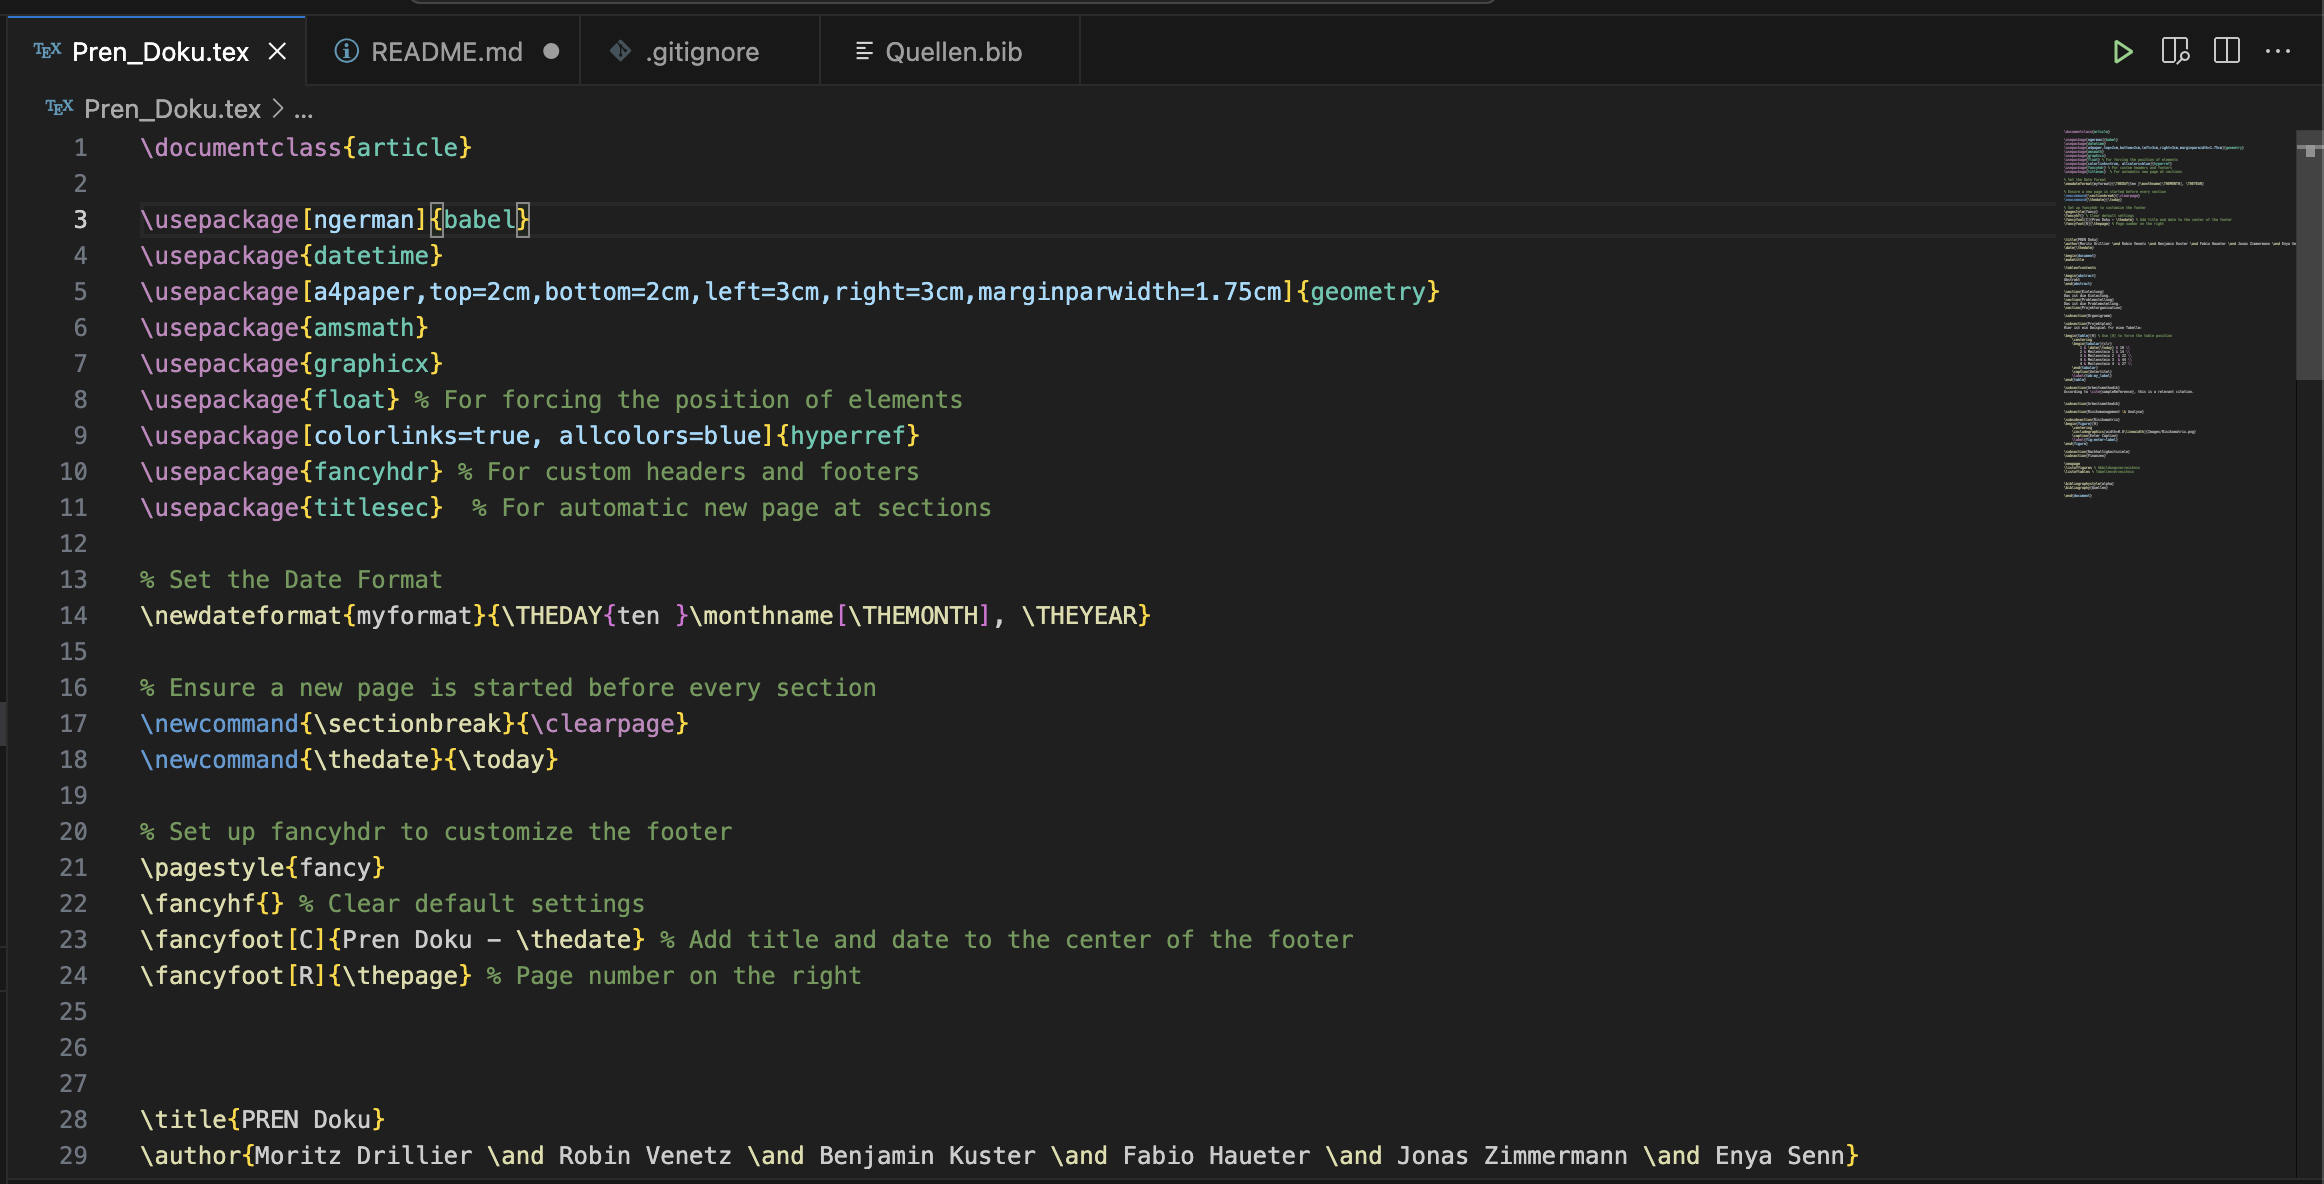 TEX Pren_Doku.tex README.md .gitignore Quellen.bib
TEX Pren_Doku.tex > ...
1 \documentclass{article}
2
3 \usepackage[ngerman]{babel}
4 \usepackage{datetime}
5 \usepackage[a4paper,top=2cm,bottom=2cm,left=3cm,right=3cm,marginparwidth=1.75cm]{geometry}
6 \usepackage{amsmath}
7 \usepackage{graphicx}
8 \usepackage{float} % For forcing the position of elements
9 \usepackage[colorlinks=true, allcolors=blue]{hyperref}
10 \usepackage{fancyhdr} % For custom headers and footers
11 \usepackage{titlesec}  % For automatic new page at sections
12
13 % Set the Date Format
14 \newdateformat{myformat}{\THEDAY{ten }\monthname[\THEMONTH], \THEYEAR}
15
16 % Ensure a new page is started before every section
17 \newcommand{\sectionbreak}{\clearpage}
18 \newcommand{\thedate}{\today}
19
20 % Set up fancyhdr to customize the footer
21 \pagestyle{fancy}
22 \fancyhf{} % Clear default settings
23 \fancyfoot[C]{Pren Doku – \thedate} % Add title and date to the center of the footer
24 \fancyfoot[R]{\thepage} % Page number on the right
25
26
27
28 \title{PREN Doku}
29 \author{Moritz Drillier \and Robin Venetz \and Benjamin Kuster \and Fabio Haueter \and Jonas Zimmermann \and Enya Senn}